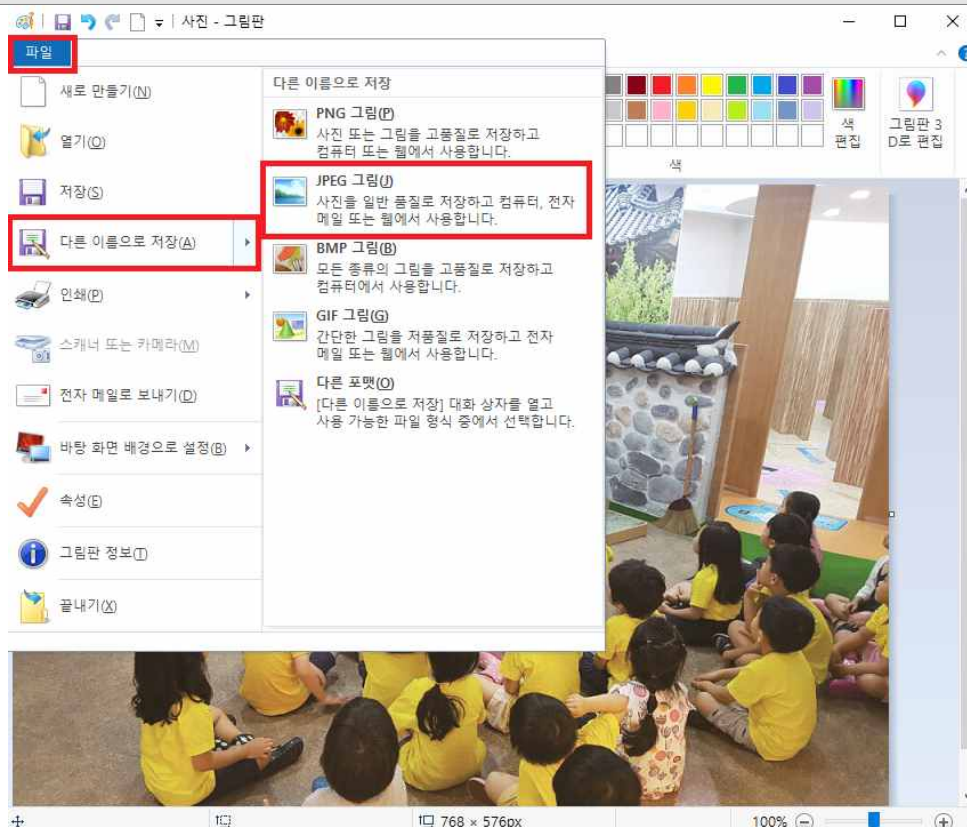 사진 - 그림판
파일
새로 만들기(N)
열기(O)
저장(S)
다른 이름으로 저장(A)
인쇄(P)
스캐너 또는 카메라(M)
전자 메일로 보내기(D)
바탕 화면 배경으로 설정(B)
속성(E)
그림판 정보(T)
끝내기(X)
다른 이름으로 저장
PNG 그림(P)
사진 또는 그림을 고품질로 저장하고
컴퓨터 또는 웹에서 사용합니다.
JPEG 그림(J)
사진을 일반 품질로 저장하고 컴퓨터, 전자
메일 또는 웹에서 사용합니다.
BMP 그림(B)
모든 종류의 그림을 고품질로 저장하고
컴퓨터에서 사용합니다.
GIF 그림(G)
간단한 그림을 저품질로 저장하고 전자
메일 또는 웹에서 사용합니다.
다른 포맷(O)
[다른 이름으로 저장] 대화 상자를 열고
사용 가능한 파일 형식 중에서 선택합니다.
색
편집
그림판 3
D로 편집
색
768 × 576px
100%